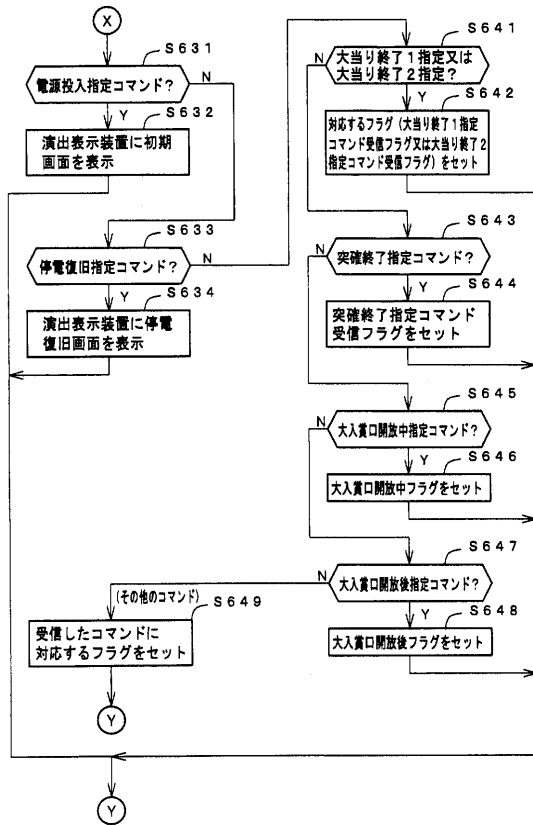 X
S631
電源投入指定コマンド?
N
Y
S632
演出表示装置に初期
画面を表示
S633
停電復旧指定コマンド?
N
Y
S634
演出表示装置に停電
復旧画面を表示
S641
大当り終了1指定又は
大当り終了2指定?
N
Y
S642
対応するフラグ(大当り終了1指定
コマンド受信フラグ又は大当り終了2
指定コマンド受信フラグ)をセット
S643
突確終了指定コマンド?
N
Y
S644
突確終了指定コマンド
受信フラグをセット
S645
大入賞口開放中指定コマンド?
N
Y
S646
大入賞口開放中フラグをセット
S647
大入賞口開放後指定コマンド?
N
Y
S648
大入賞口開放後フラグをセット
(その他のコマンド)
S649
受信したコマンドに
対応するフラグをセット
Y
Y